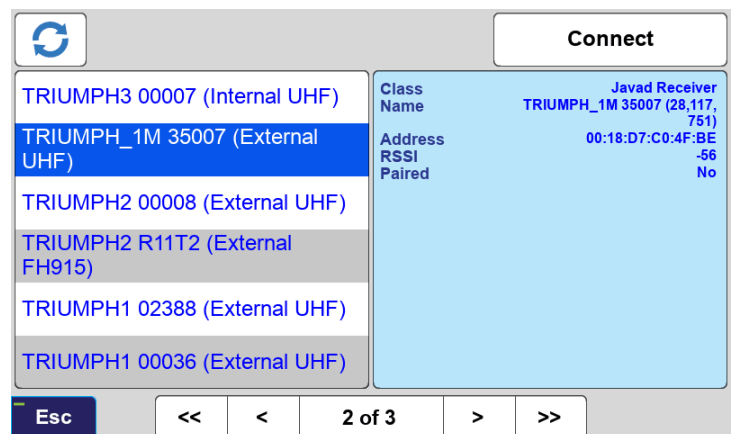 Connect
TRIUMPH3 00007 (Internal UHF)
TRIUMPH_1M 35007 (External
UHF)
TRIUMPH2 00008 (External UHF)
TRIUMPH2 R11T2 (External
FH915)
TRIUMPH1 02388 (External UHF)
TRIUMPH1 00036 (External UHF)
Class Javad Receiver
Name TRIUMPH_1M 35007 (28,117,
751)
Address 00:18:D7:C0:4F:BE
RSSI -56
Paired No
Esc << < 2 of 3 > >>